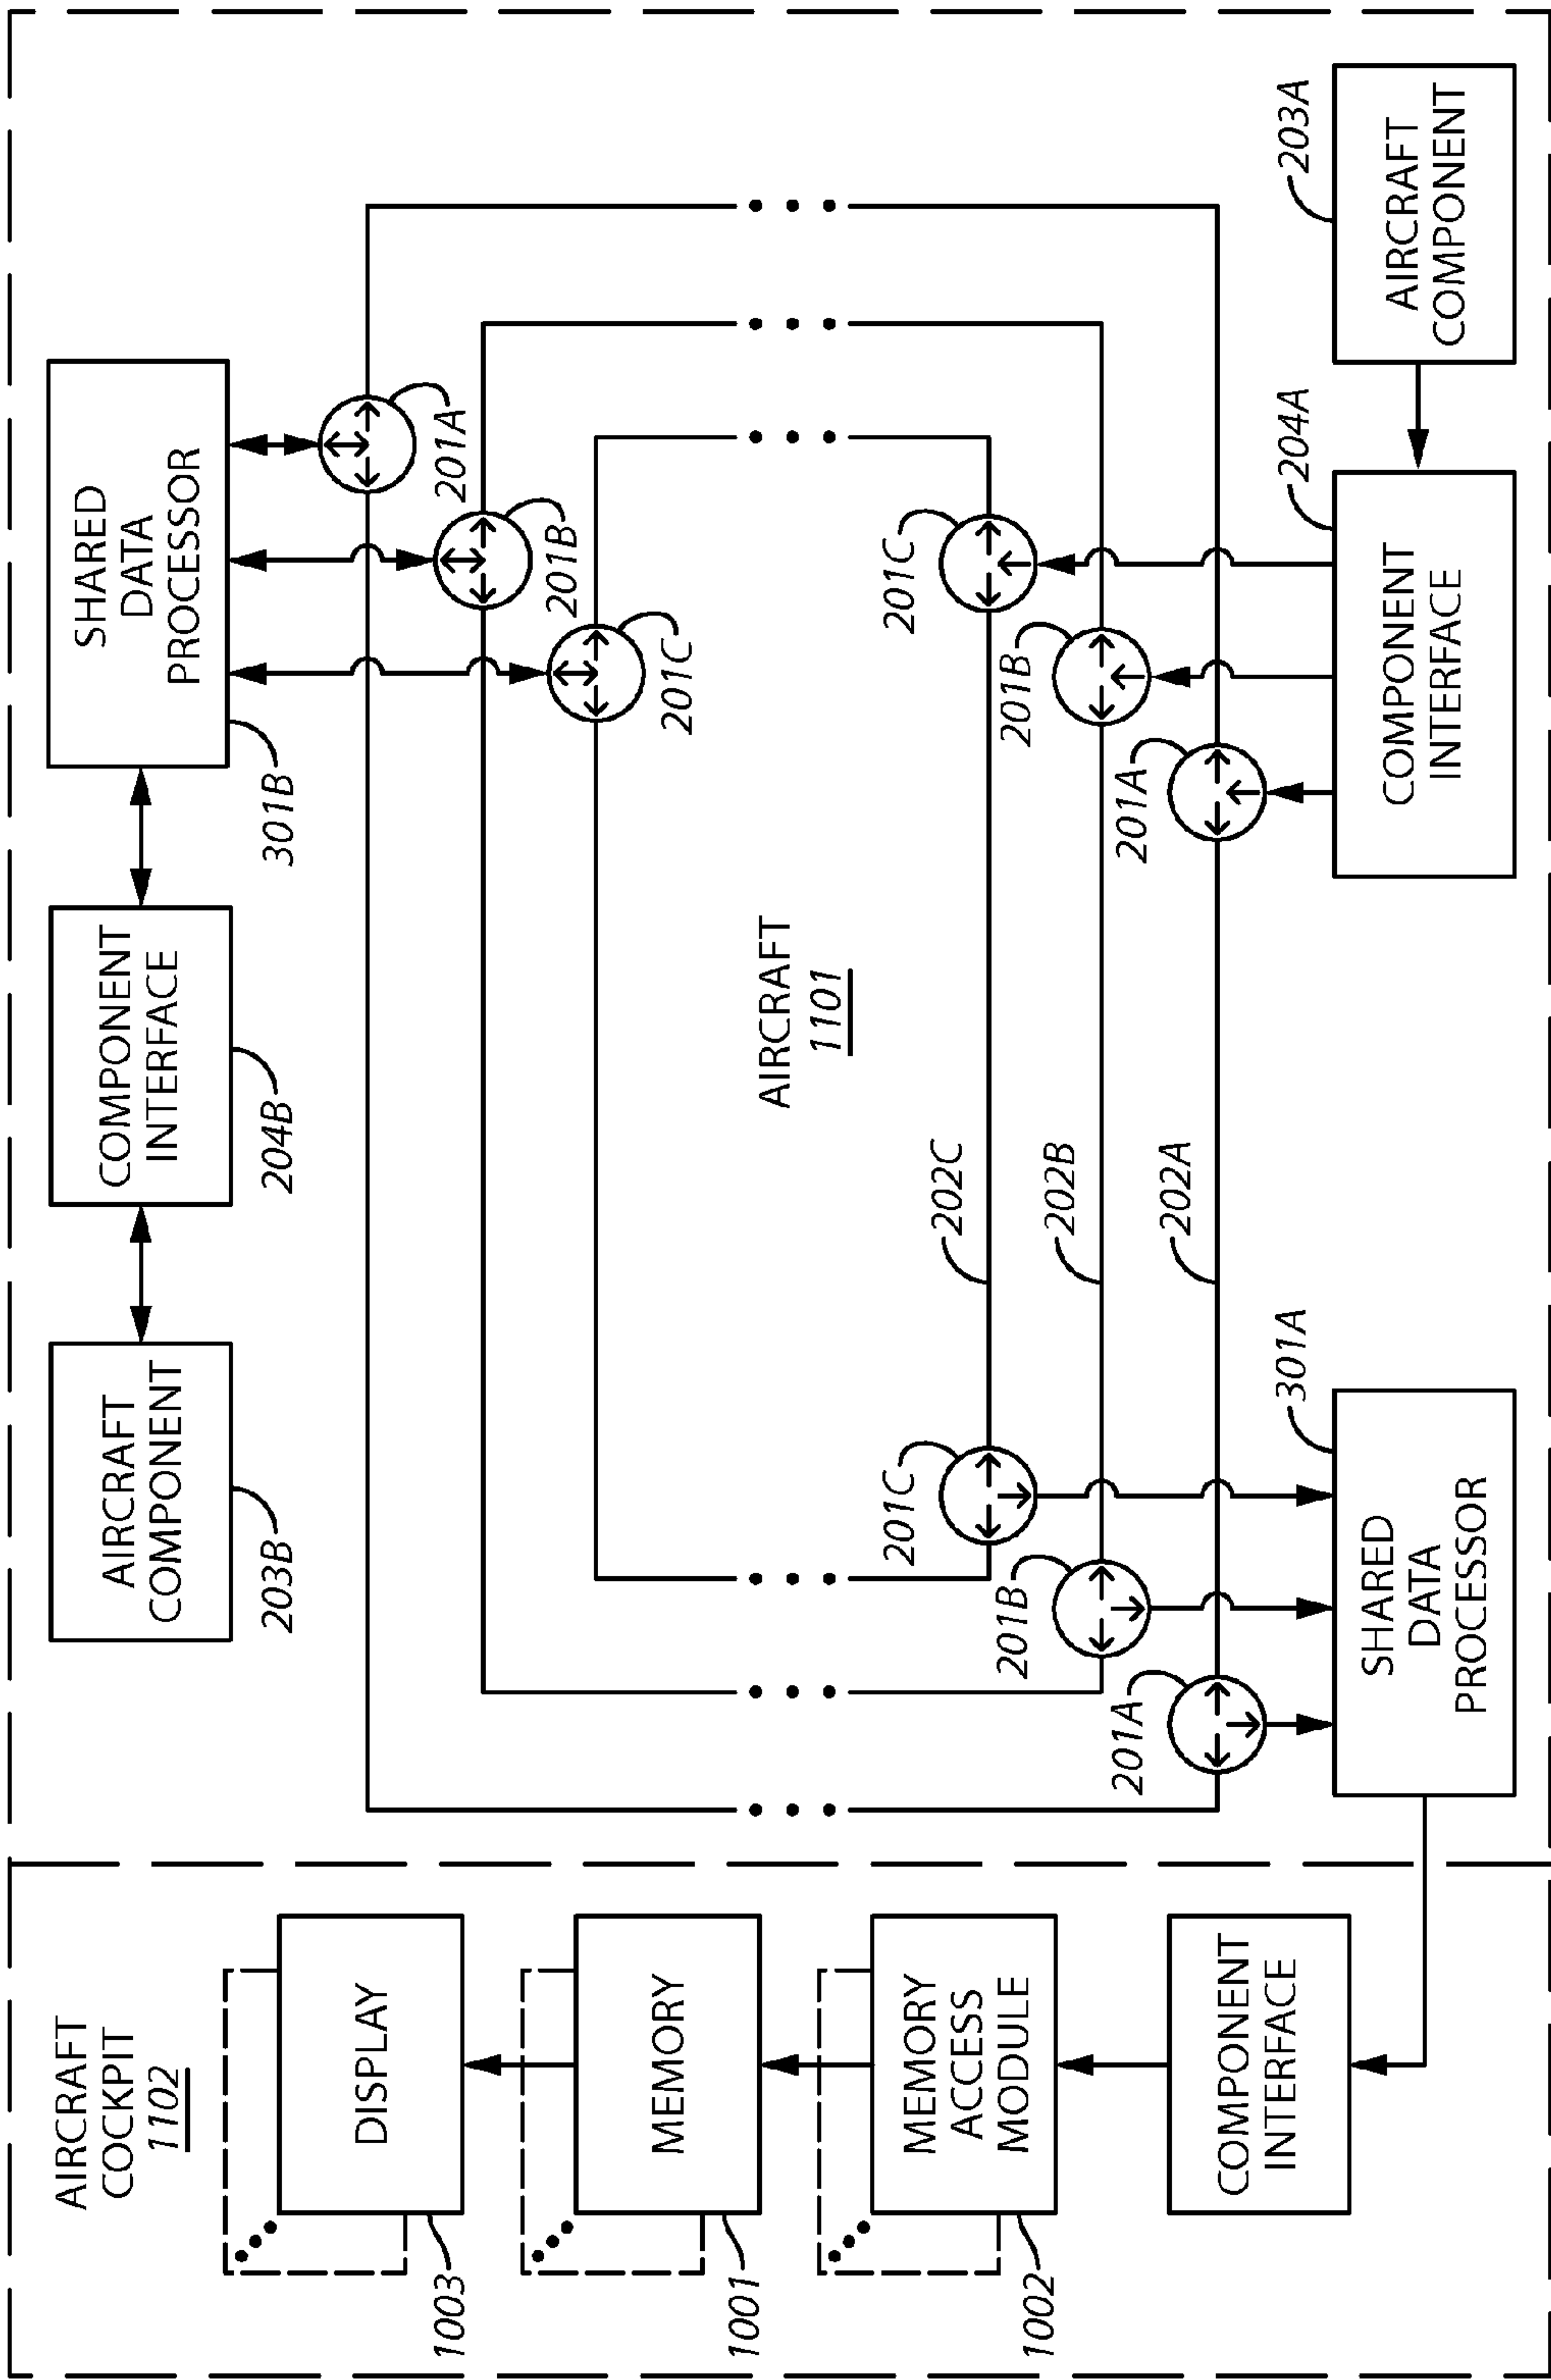 AIRCRAFT
COCKPIT
1102
DISPLAY
1003
MEMORY
1001
MEMORY
ACCESS
MODULE
1002
COMPONENT
INTERFACE
AIRCRAFT
COMPONENT
203B
COMPONENT
INTERFACE
204B
SHARED
DATA
PROCESSOR
301B
201A
201B
201C
AIRCRAFT
1101
202C
202B
202A
201C
201B
201A
201C
201B
201A
SHARED
DATA
PROCESSOR
301A
COMPONENT
INTERFACE
204A
AIRCRAFT
COMPONENT
203A